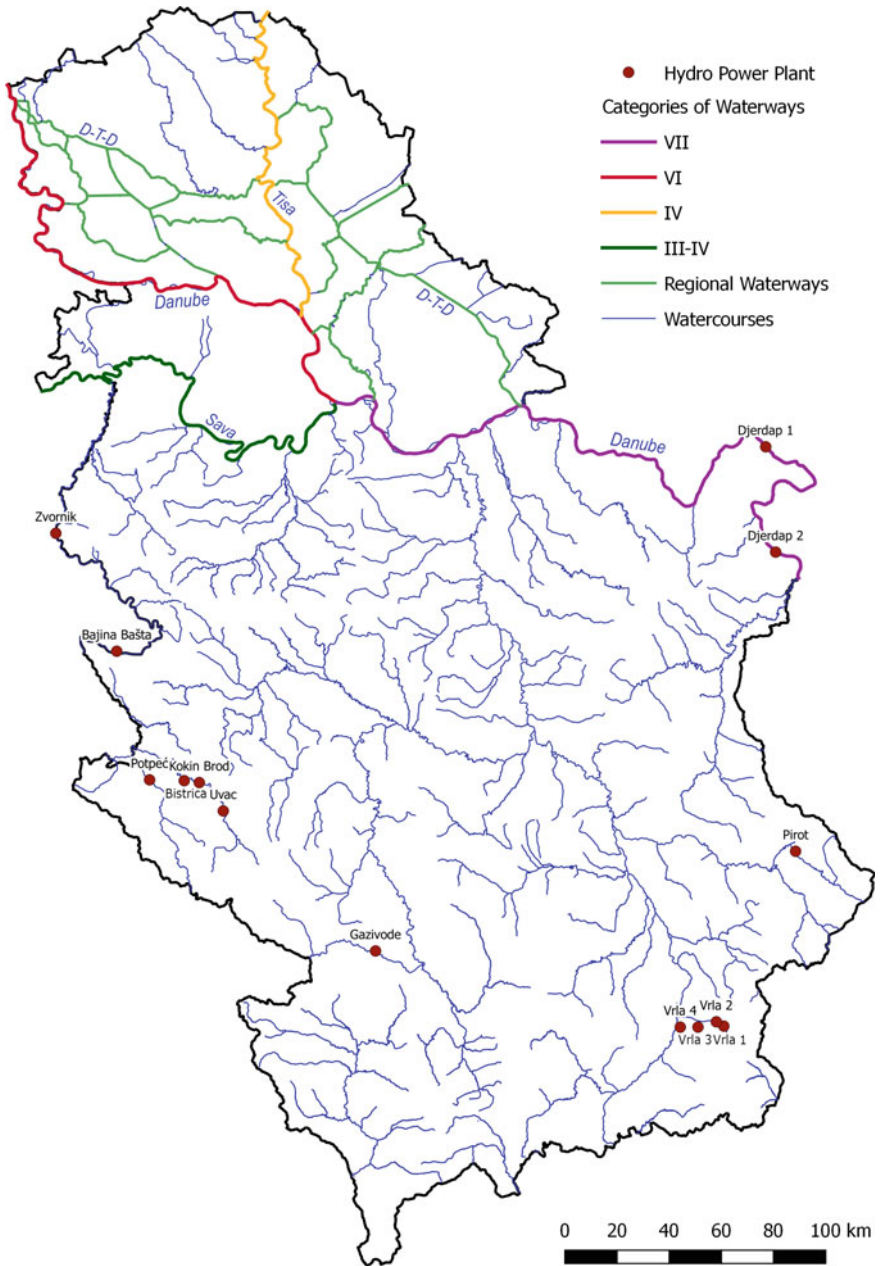 Hydro Power Plant
Categories of Waterways
VII
VI
IV
III-IV
Regional Waterways
Watercourses
D-T-D
Tisa
Danube
D-T-D
Sava
Danube
Djerdap 1
Zvornik
Djerdap 2
Bajina Bašta
Potpeć
Kokin Brod
Bistrica
Uvac
Pirot
Gazivode
Vrla 2
Vrla 4
Vrla 3
Vrla 1
0 20 40 60 80 100 km